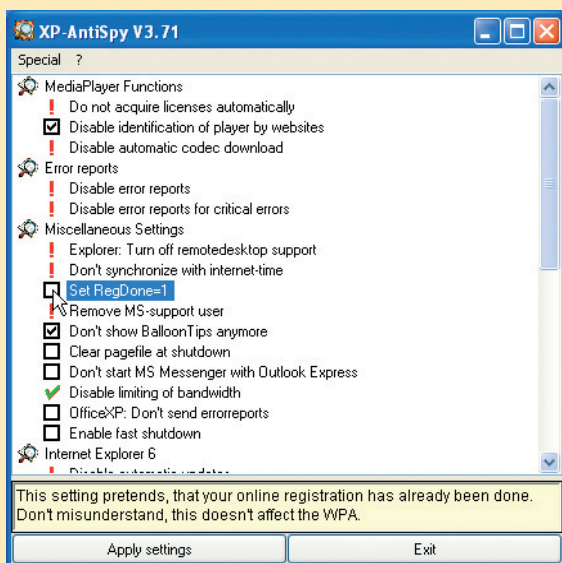 XP-AntiSpy V3.71
Special ?
MediaPlayer Functions
Do not acquire licenses automatically
Disable identification of player by websites
Disable automatic codec download
Error reports
Disable error reports
Disable error reports for critical errors
Miscellaneous Settings
Explorer: Turn off remotedesktop support
Don't synchronize with internet-time
Set RegDone=1
Remove MS-support user
Don't show BalloonTips anymore
Clear pagefile at shutdown
Don't start MS Messenger with Outlook Express
Disable limiting of bandwidth
OfficeXP: Don't send errorreports
Enable fast shutdown
Internet Explorer 6
Disable automatic updates
This setting pretends, that your online registration has already been done.
Don't misunderstand, this doesn't affect the WPA.
Apply settings Exit